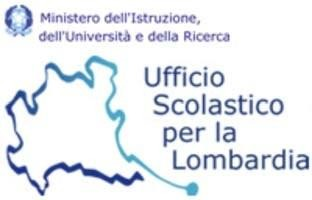 Ministero dell'Istruzione,
dell'Università e della Ricerca
Ufficio
Scolastico
per la
Lombardia